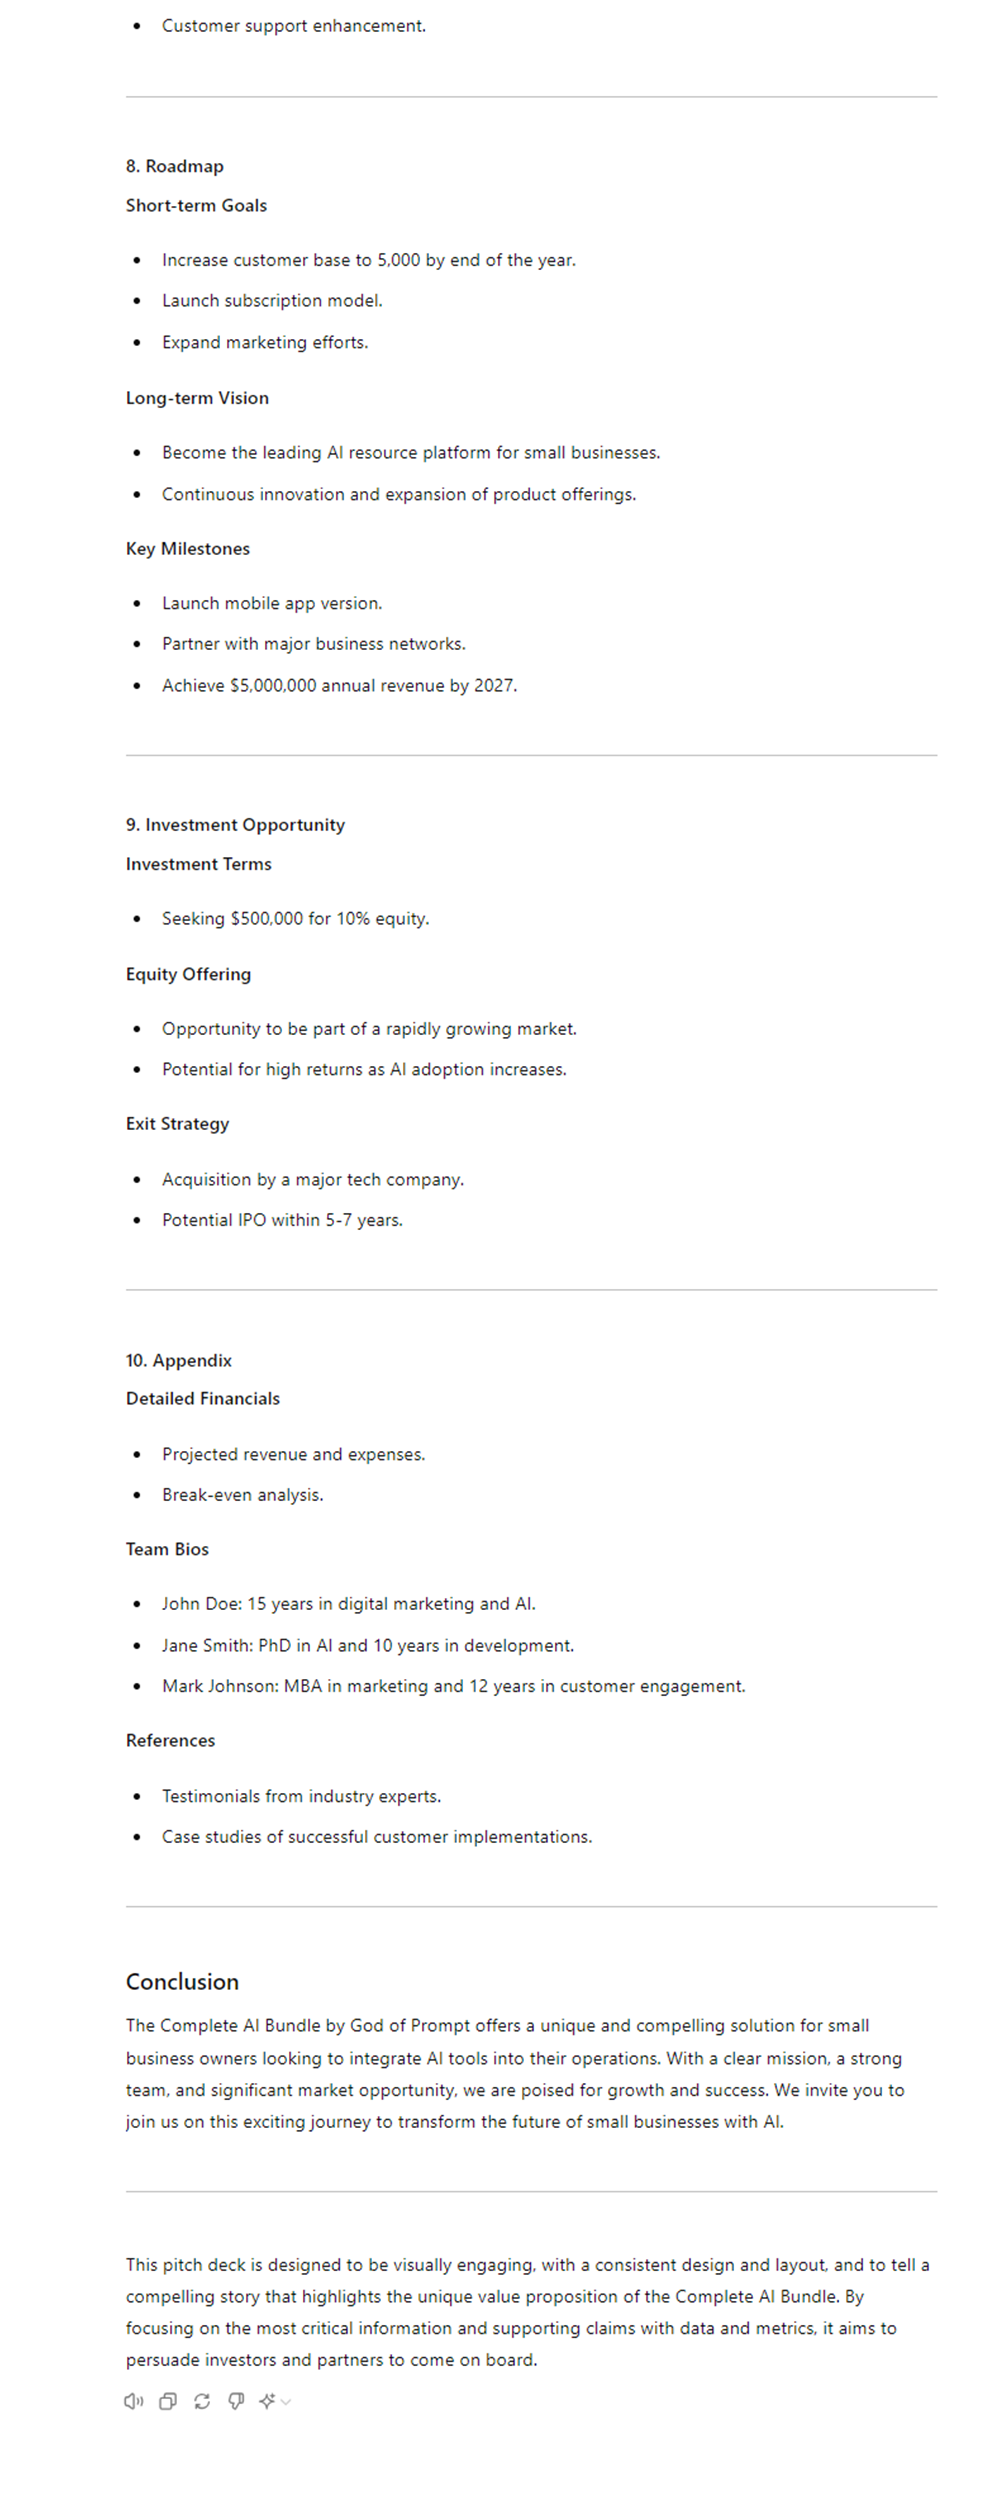 • Customer support enhancement.
8. Roadmap
Short-term Goals
• Increase customer base to 5,000 by end of the year.
• Launch subscription model.
• Expand marketing efforts.
Long-term Vision
• Become the leading AI resource platform for small businesses.
• Continuous innovation and expansion of product offerings.
Key Milestones
• Launch mobile app version.
• Partner with major business networks.
• Achieve $5,000,000 annual revenue by 2027.
9. Investment Opportunity
Investment Terms
• Seeking $500,000 for 10% equity.
Equity Offering
• Opportunity to be part of a rapidly growing market.
• Potential for high returns as AI adoption increases.
Exit Strategy
• Acquisition by a major tech company.
• Potential IPO within 5-7 years.
10. Appendix
Detailed Financials
• Projected revenue and expenses.
• Break-even analysis.
Team Bios
• John Doe: 15 years in digital marketing and AI.
• Jane Smith: PhD in AI and 10 years in development.
• Mark Johnson: MBA in marketing and 12 years in customer engagement.
References
• Testimonials from industry experts.
• Case studies of successful customer implementations.
Conclusion
The Complete AI Bundle by God of Prompt offers a unique and compelling solution for small
business owners looking to integrate AI tools into their operations. With a clear mission, a strong
team, and significant market opportunity, we are poised for growth and success. We invite you to
join us on this exciting journey to transform the future of small businesses with AI.
This pitch deck is designed to be visually engaging, with a consistent design and layout, and to tell a
compelling story that highlights the unique value proposition of the Complete AI Bundle. By
focusing on the most critical information and supporting claims with data and metrics, it aims to
persuade investors and partners to come on board.